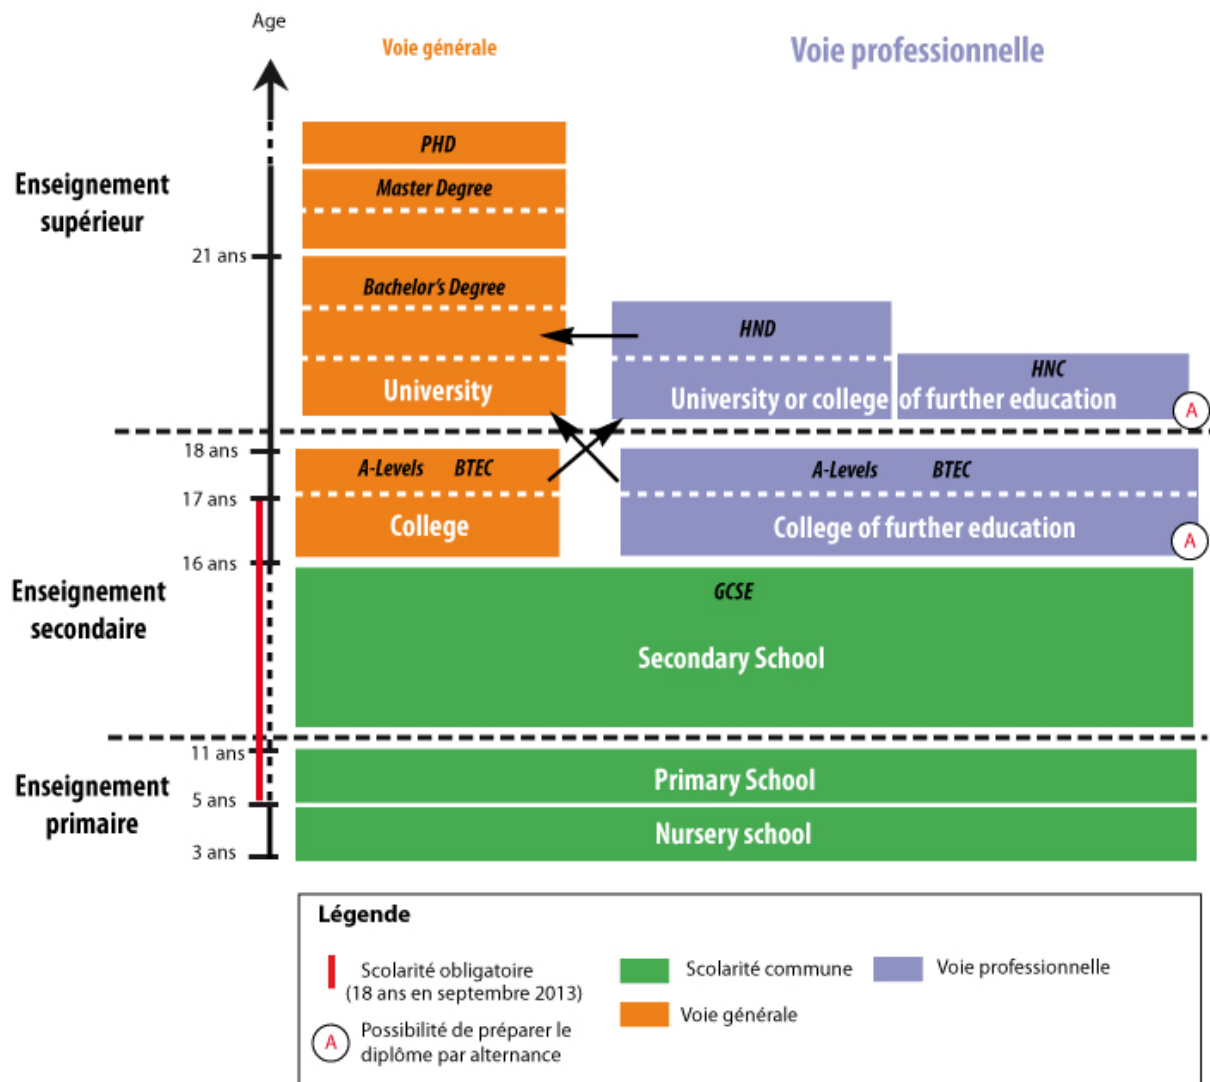 Age
Voie générale
Voie professionnelle
PHD
Master Degree
Enseignement
supérieur
21 ans
Bachelor's Degree
HND
HNC
University
University or college of further education
A
18 ans
A-Levels BTEC
A-Levels BTEC
17 ans
College
College of further education
A
16 ans
GCSE
Enseignement
secondaire
Secondary School
11 ans
Primary School
Enseignement
primaire
5 ans
Nursery school
3 ans
Légende
Scolarité obligatoire
(18 ans en septembre 2013)
Scolarité commune
Voie professionnelle
Voie générale
A
Possibilité de préparer le
diplôme par alternance